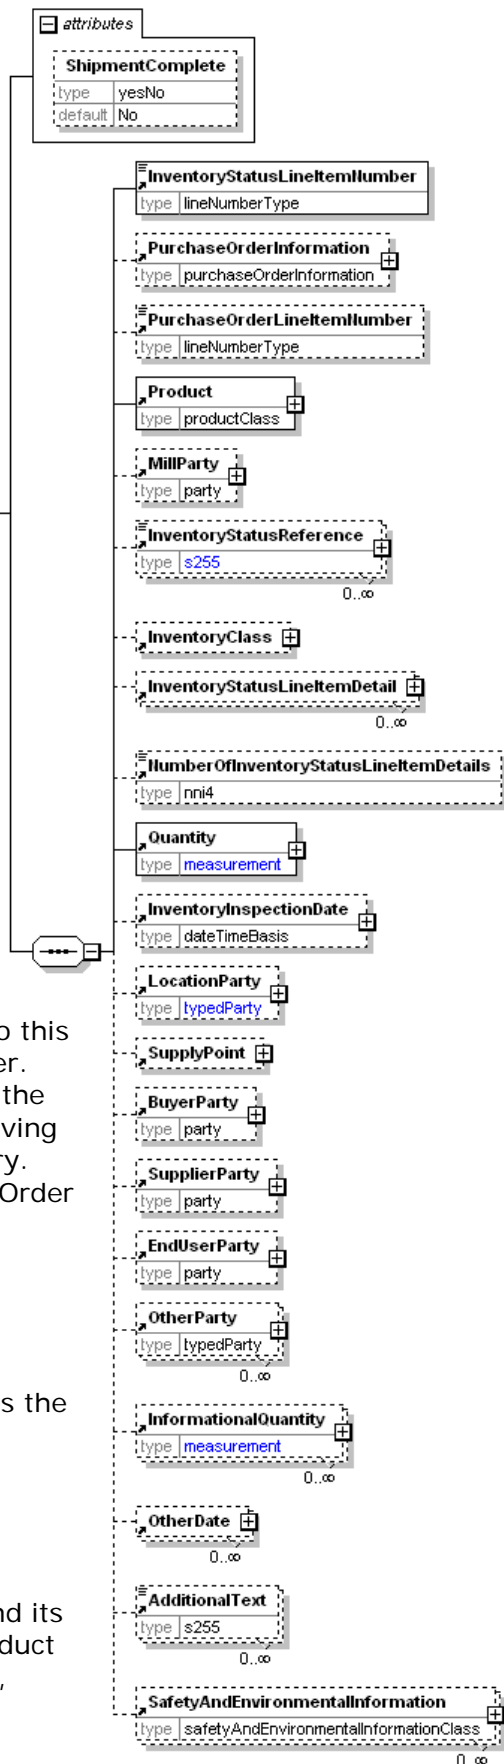 attributes
ShipmentComplete
type yesNo
default No
InventoryStatusLineItemNumber
type lineNumberType
PurchaseOrderInformation
type purchaseOrderInformation
PurchaseOrderLineItemNumber
type lineNumberType
Product
type productClass
MillParty
type party
InventoryStatusReference
type s255
0..∞
InventoryClass
InventoryStatusLineItemDetail
0..∞
NumberOfInventoryStatusLineItemDetails
type nni4
Quantity
type measurement
InventoryInspectionDate
type dateTimeBasis
LocationParty
type typedParty
o this
SupplyPoint
er.
the
BuyerParty
type party
ving
ry.
SupplierParty
type party
Order
EndUserParty
type party
OtherParty
type typedParty
0..∞
s the
InformationalQuantity
type measurement
0..∞
OtherDate
0..∞
AdditionalText
nd its
type s255
duct
0..∞
,
SafetyAndEnvironmentalInformation
type safetyAndEnvironmentalInformationClass
0..∞